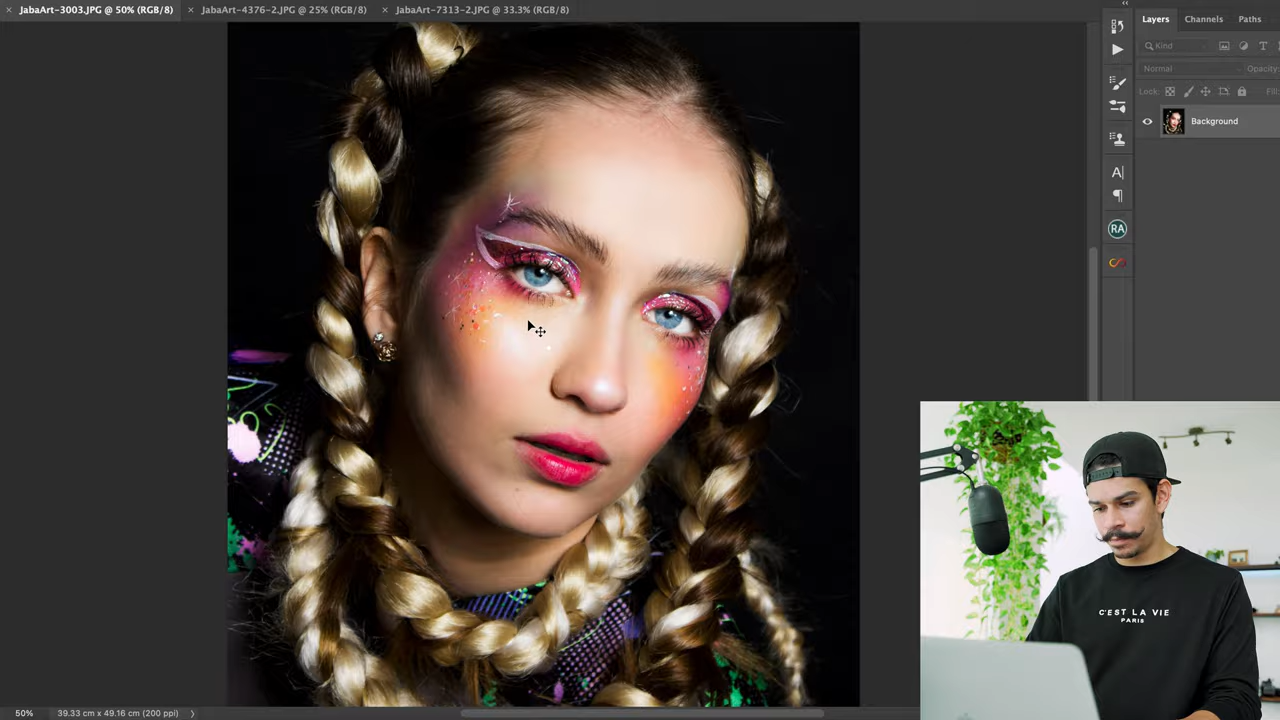 JabaArt-3003.JPG @ 50% (RGB/8)
JabaArt-4376-2.JPG @ 25% (RGB/8)
JabaArt-7313-2.JPG @ 33.3% (RGB/8)
Layers
Channels
Paths
Kind
T
Normal
Opacity:
Lock:
Fill:
Background
A
RA
C'EST LA VIE
PARIS
50%
39.33 cm x 49.16 cm (200 ppi)